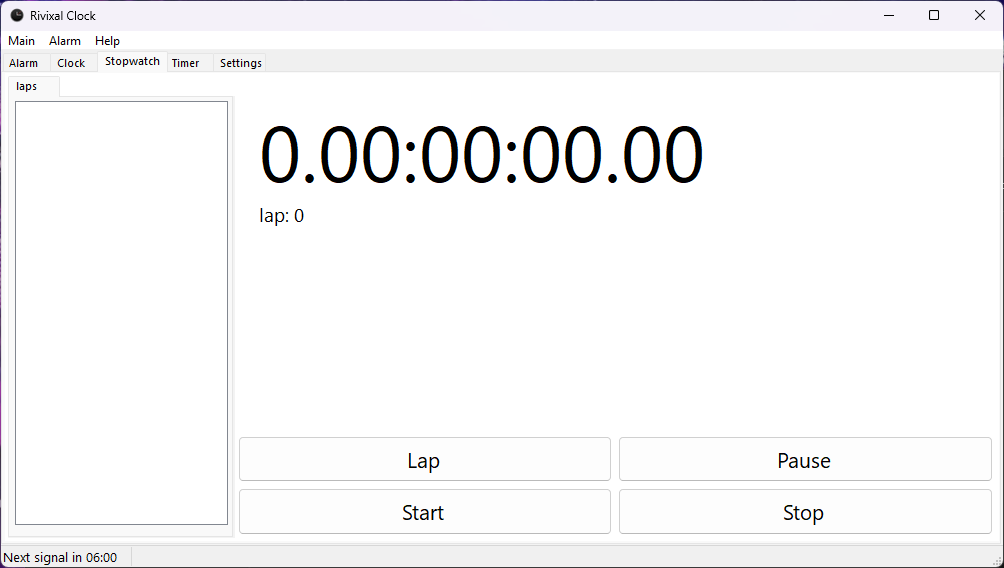 Rivixal Clock
Main Alarm Help
Alarm Clock Stopwatch Timer Settings
laps
0.00:00:00.00
lap: 0
Lap Pause
Start Stop
Next signal in 06:00